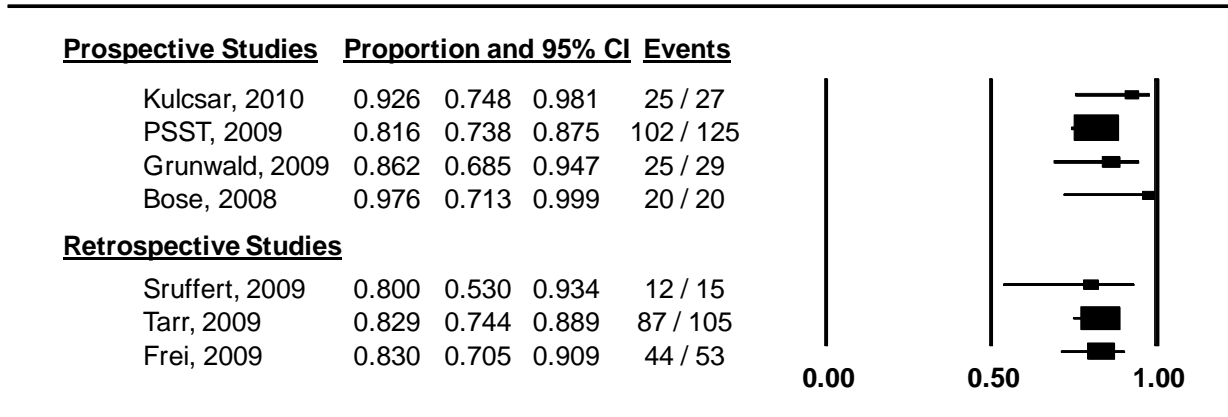 Prospective Studies Proportion and 95% CI Events
Kulcsar, 2010 0.926 0.748 0.981 25 / 27
PSST, 2009 0.816 0.738 0.875 102 / 125
Grunwald, 2009 0.862 0.685 0.947 25 / 29
Bose, 2008 0.976 0.713 0.999 20 / 20
Retrospective Studies
Sruffert, 2009 0.800 0.530 0.934 12 / 15
Tarr, 2009 0.829 0.744 0.889 87 / 105
Frei, 2009 0.830 0.705 0.909 44 / 53
0.00 0.50 1.00